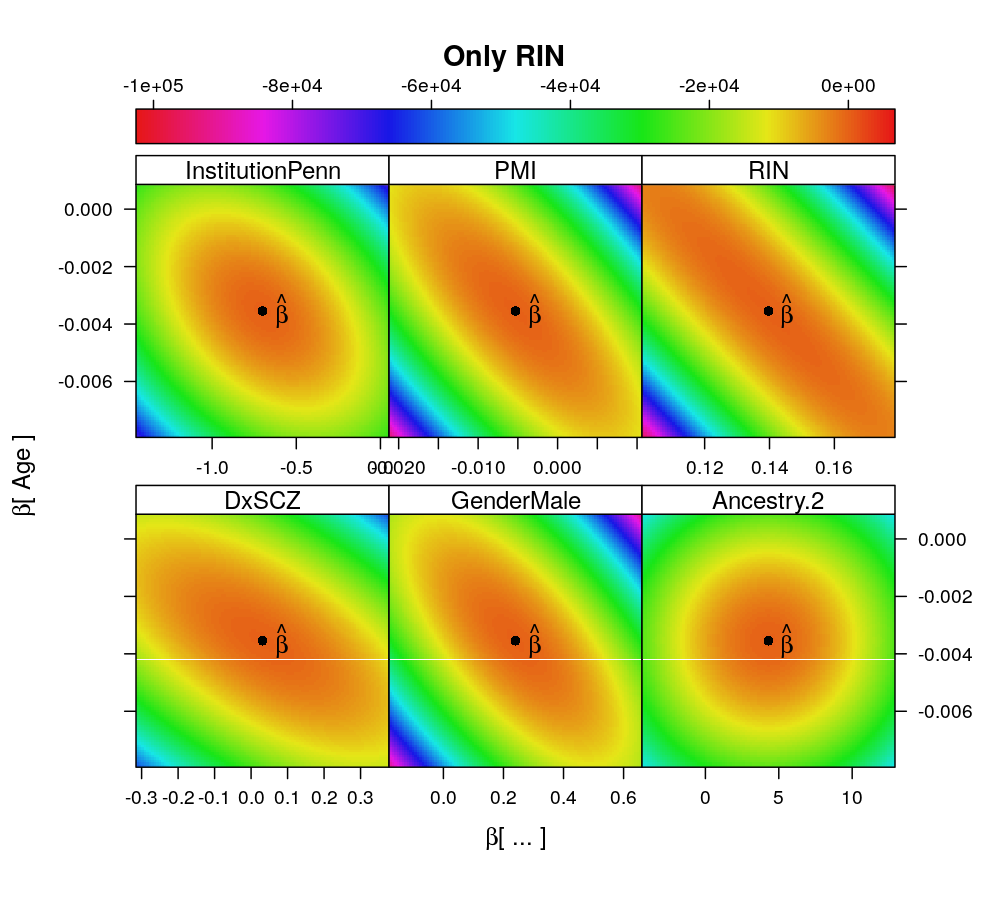 Only RIN
-1e+05 -8e+04 -6e+04 -4e+04 -2e+04 0e+00
InstitutionPenn PMI RIN
0.000
-0.002
-0.004
-0.006
β̂ β̂ β̂
-1.0 -0.5 -0.010 0.000 0.12 0.14 0.16
β[ Age ]
DxSCZ GenderMale Ancestry.2
0.000
-0.002
-0.004
-0.006
β̂ β̂ β̂
-0.3 -0.2 -0.1 0.0 0.1 0.2 0.3 0.0 0.2 0.4 0.6 0 5 10
β[ ... ]